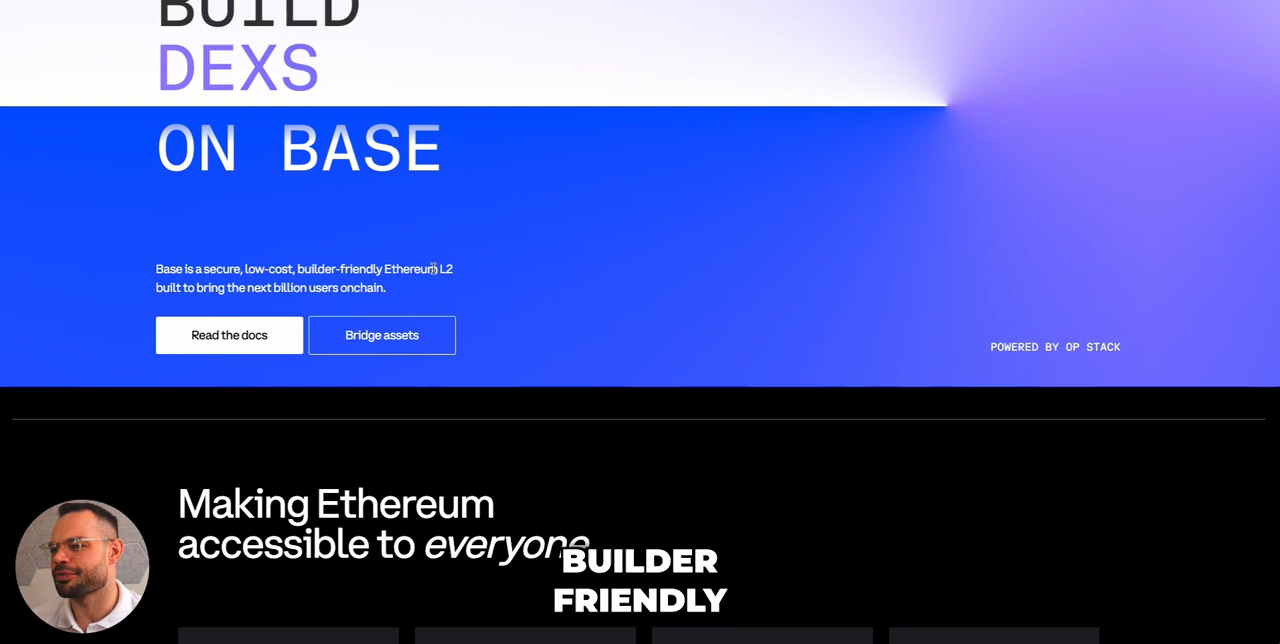 BUILD
DEXS
ON BASE
Base is a secure, low-cost, builder-friendly Ethereum L2
built to bring the next billion users onchain.
Read the docs
Bridge assets
POWERED BY OP STACK
Making Ethereum
accessible to everyone
BUILDER
FRIENDLY